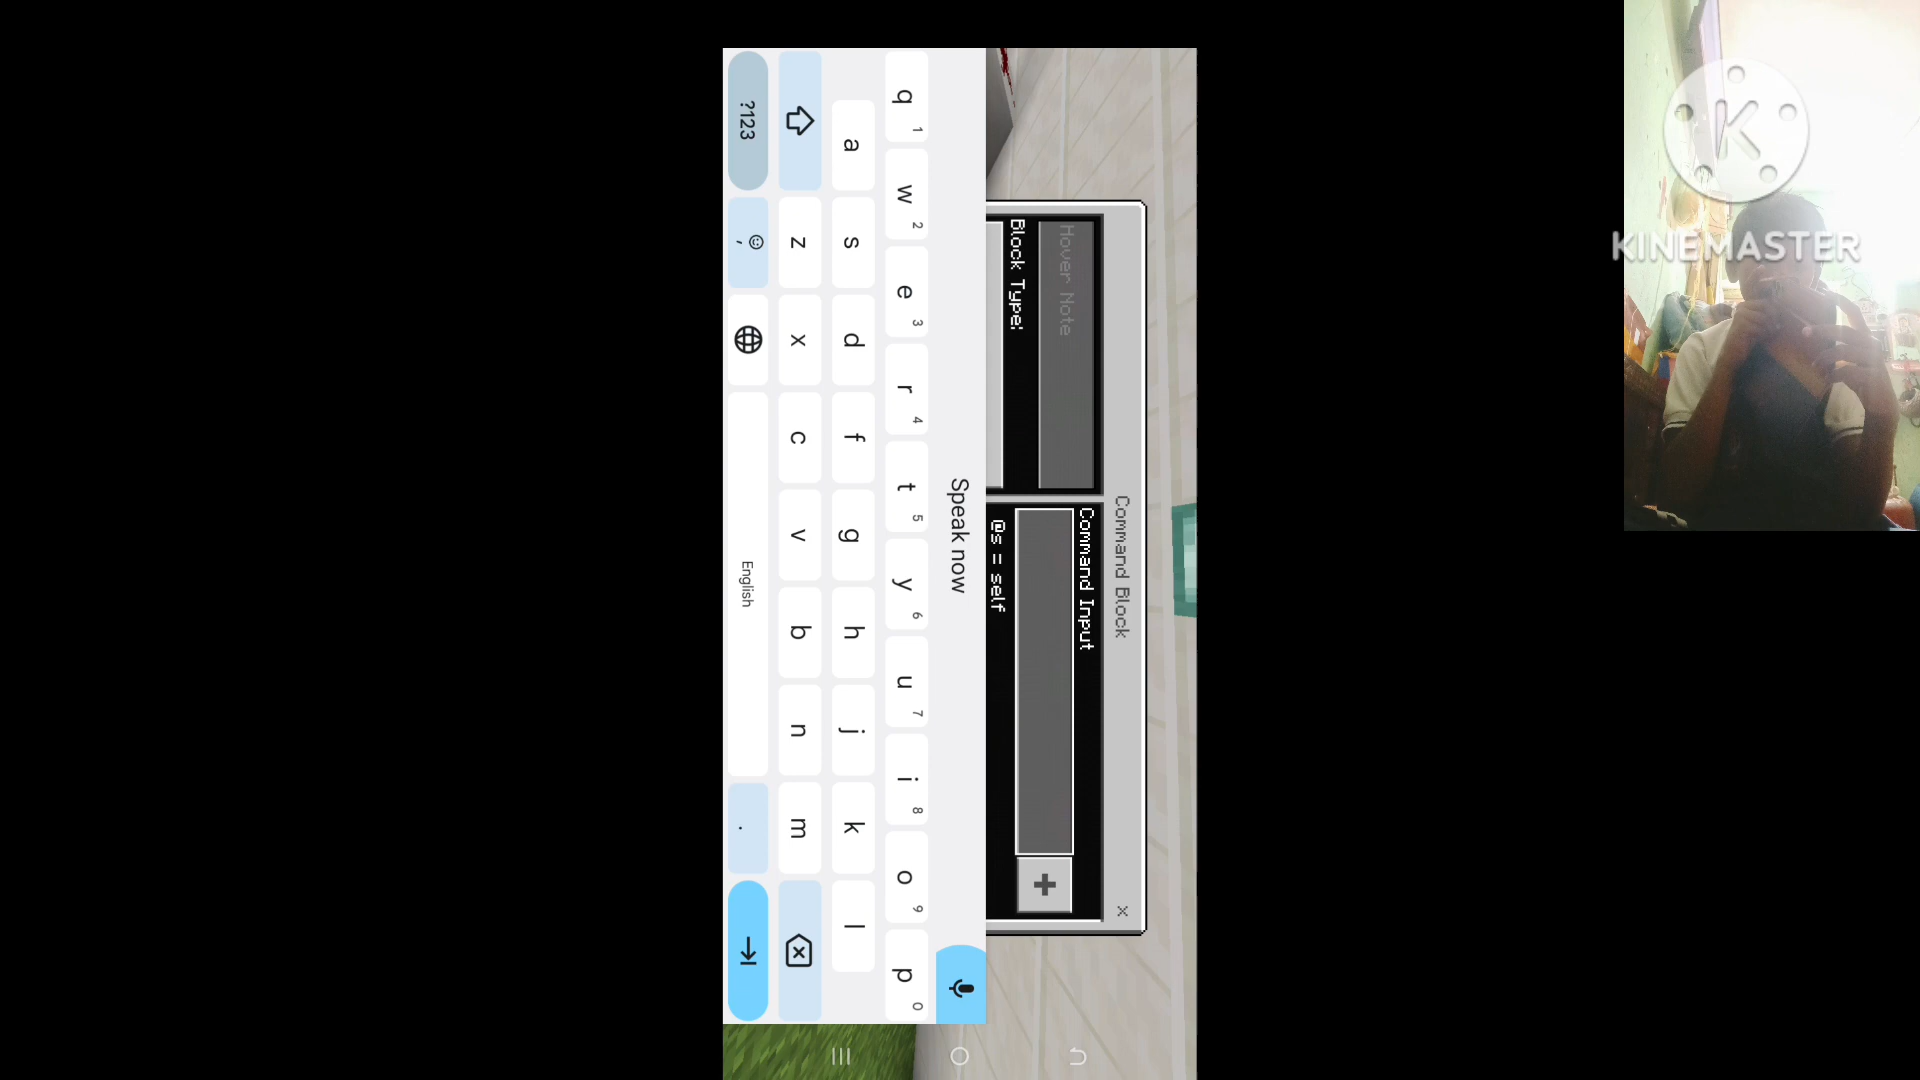 Command Block
x
Hover Note
Command Input
Block Type:
@s = self
+
Speak now
q 1 w 2 e 3 r 4 t 5 y 6 u 7 i 8 o 9 p 0
a s d f g h j k l
z x c v b n m
?123 , English .
K
KINEMASTER